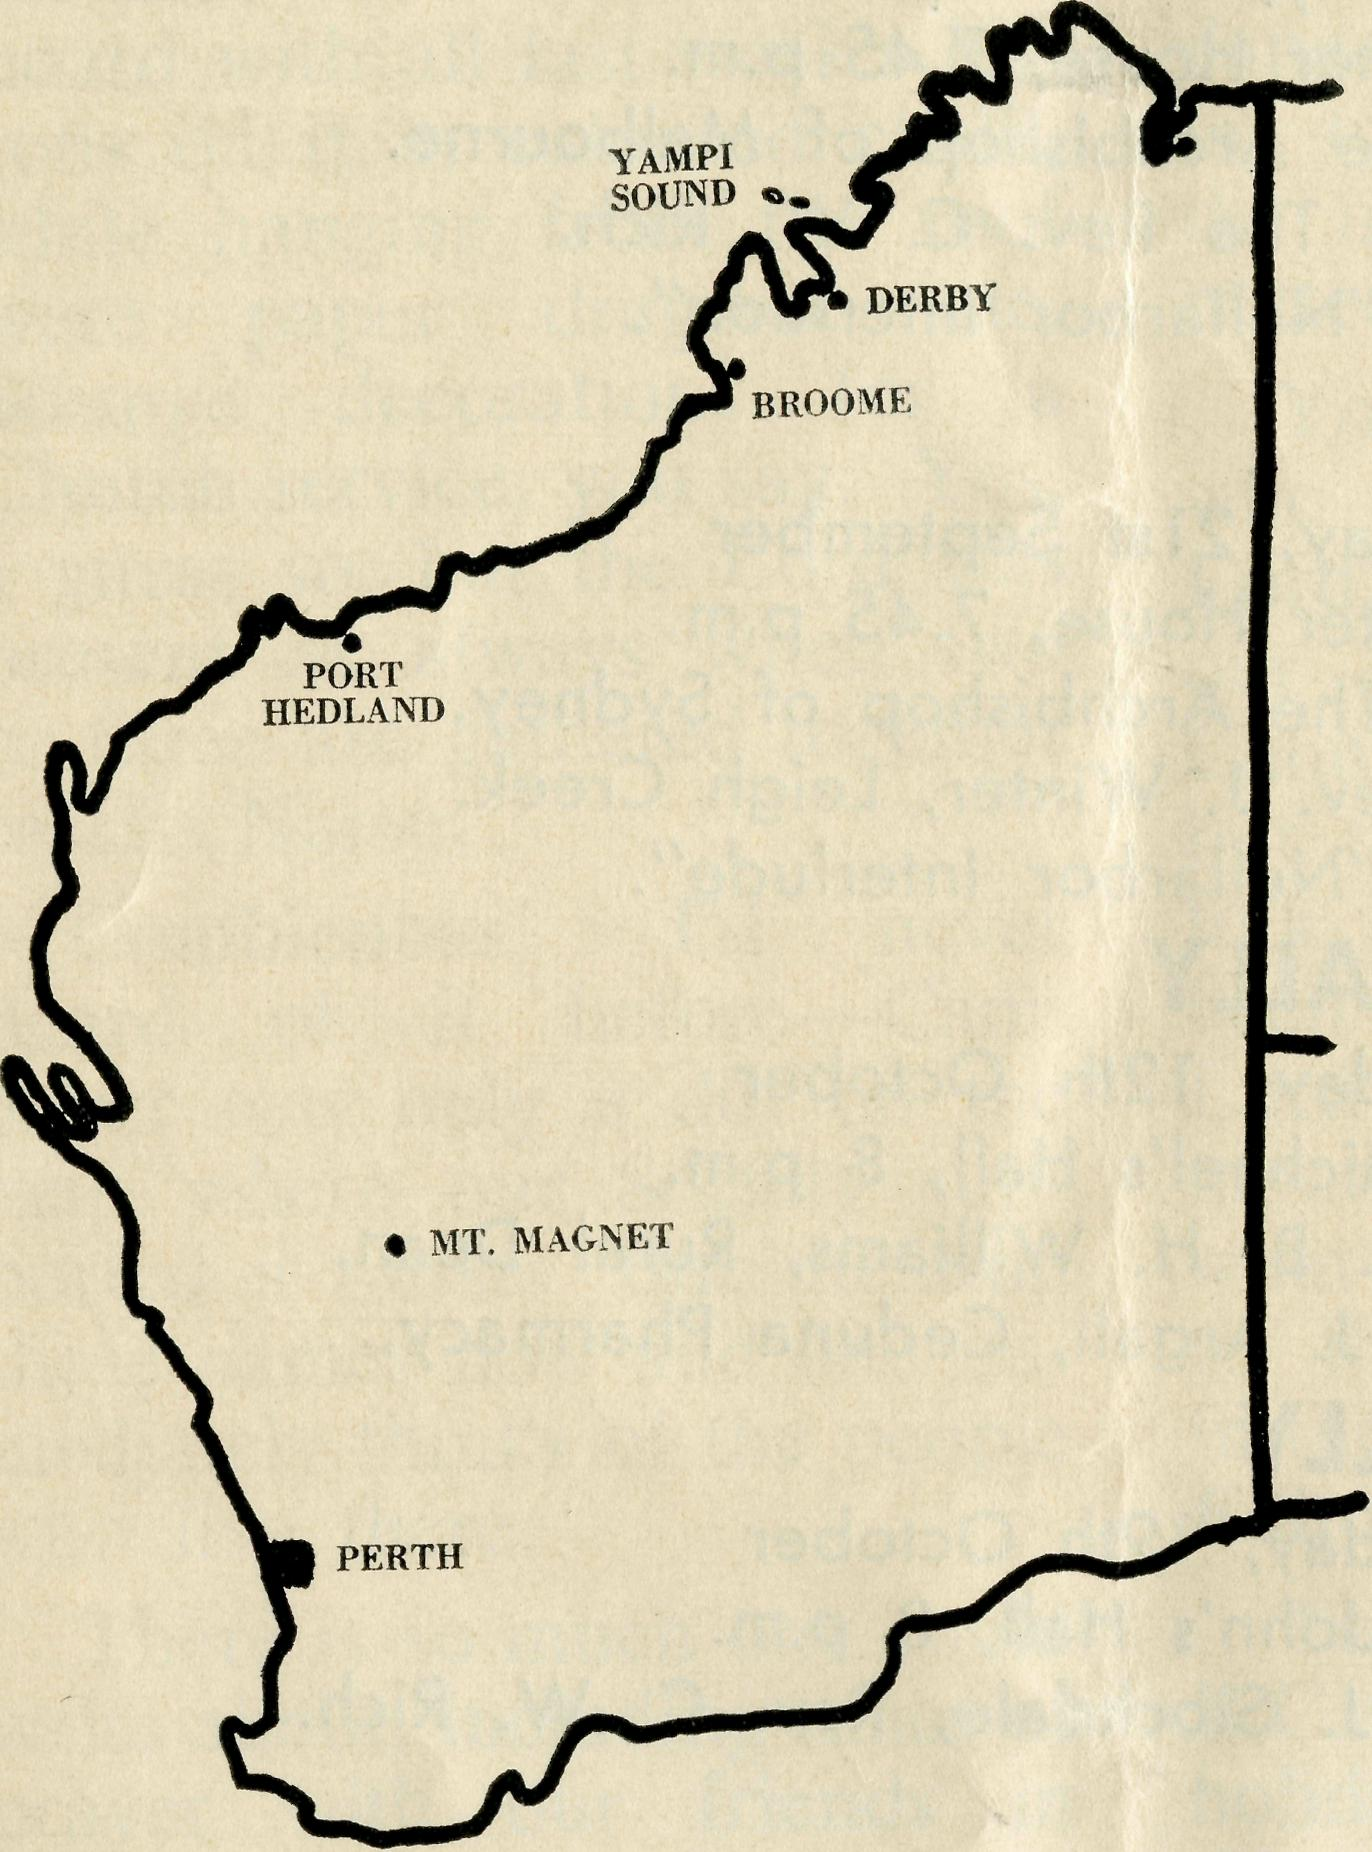 YAMPI
SOUND
DERBY
BROOME
PORT
HEDLAND
MT. MAGNET
PERTH